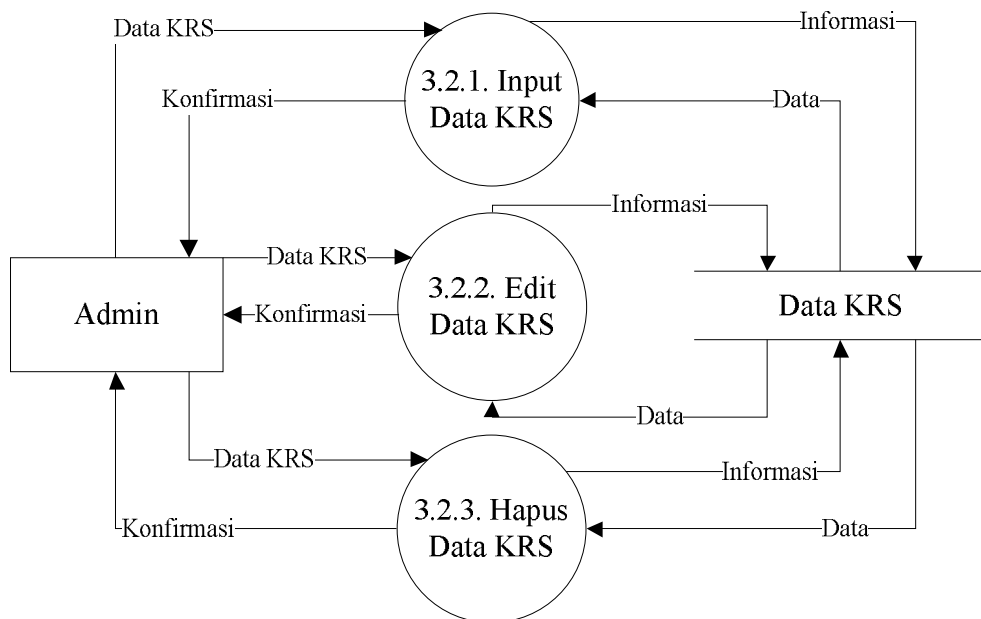 Data KRS
Informasi
3.2.1. Input
Data KRS
Konfirmasi
Data
Informasi
Data KRS
3.2.2. Edit
Data KRS
Admin
Konfirmasi
Data KRS
Data
Data KRS
Informasi
3.2.3. Hapus
Data KRS
Konfirmasi
Data